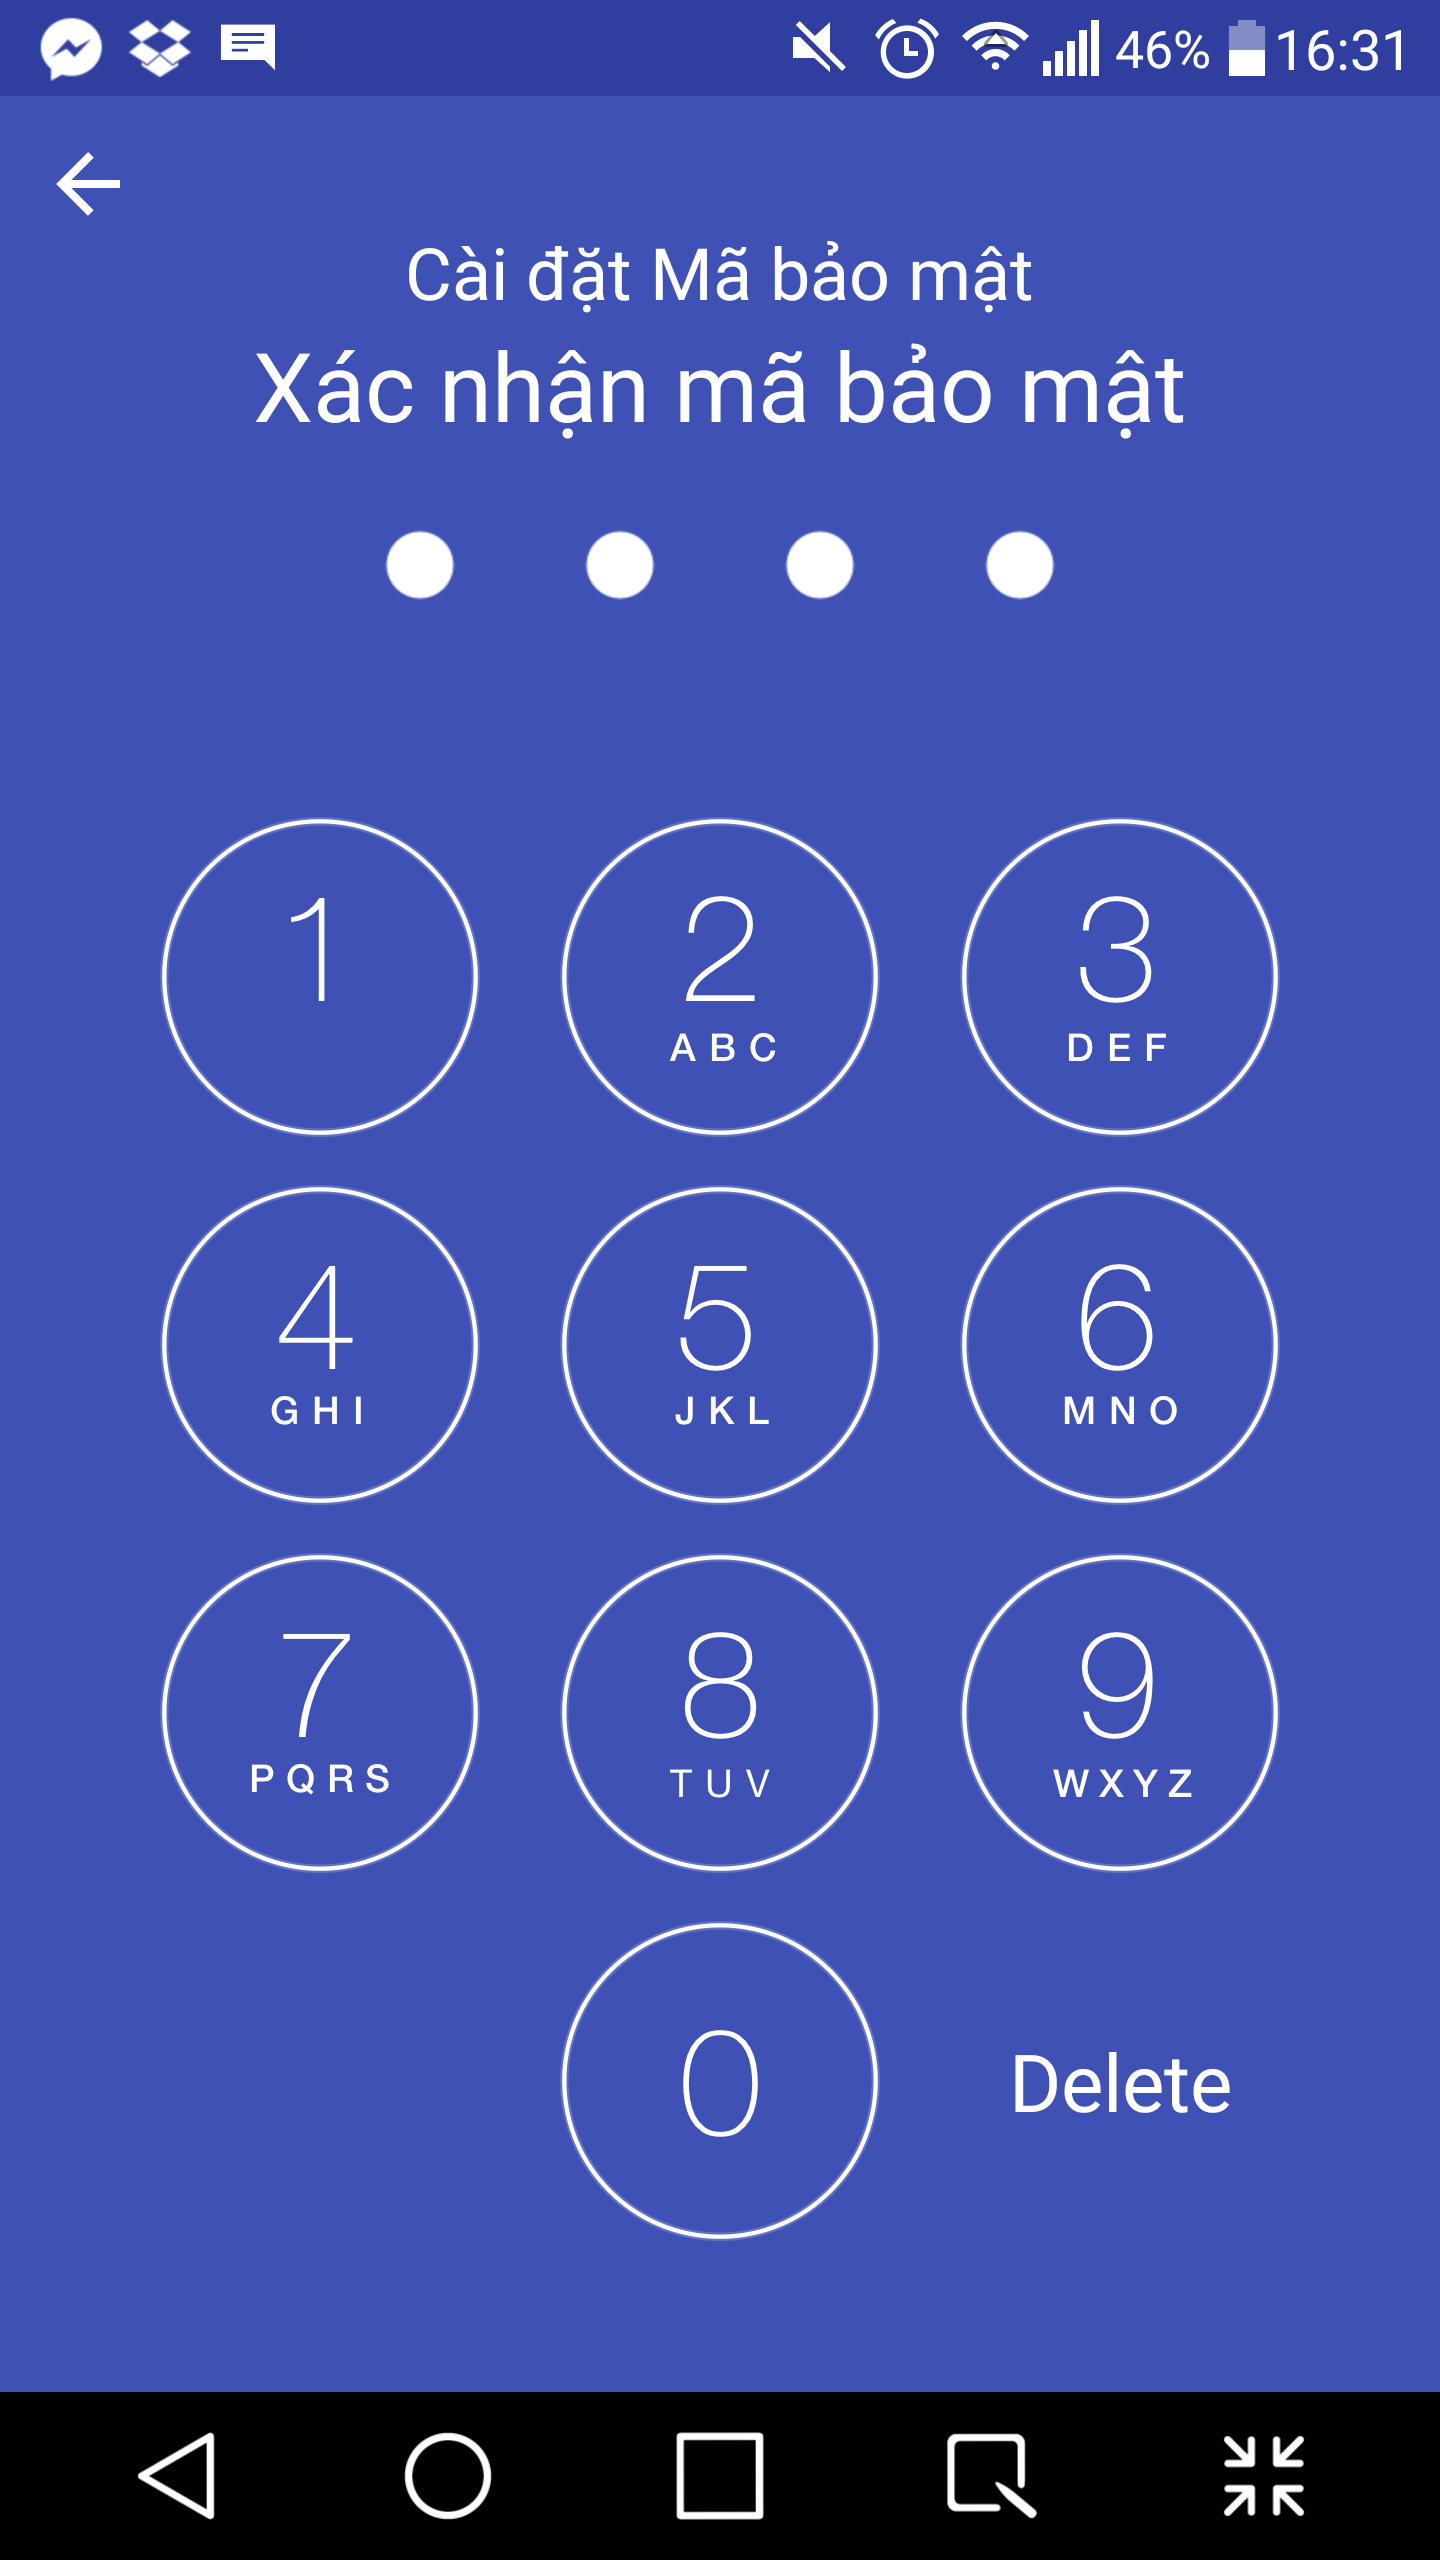 46% 16:31
Cài đặt Mã bảo mật
Xác nhận mã bảo mật
1 2 3
ABC DEF
4 5 6
GHI JKL MNO
7 8 9
PQRS TUV WXYZ
0 Delete